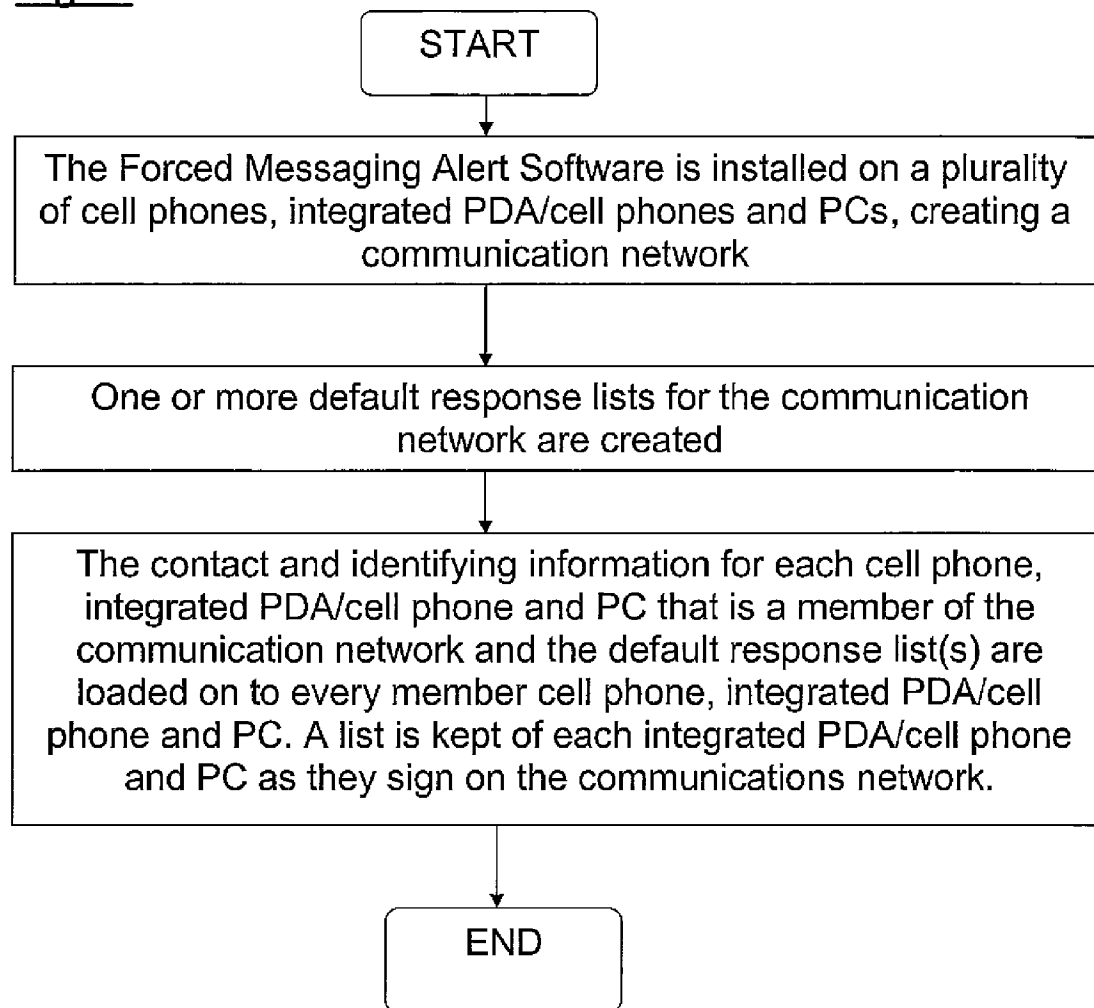 START
The Forced Messaging Alert Software is installed on a plurality
of cell phones, integrated PDA/cell phones and PCs, creating a
communication network
One or more default response lists for the communication
network are created
The contact and identifying information for each cell phone,
integrated PDA/cell phone and PC that is a member of the
communication network and the default response list(s) are
loaded on to every member cell phone, integrated PDA/cell
phone and PC. A list is kept of each integrated PDA/cell phone
and PC as they sign on the communications network.
END